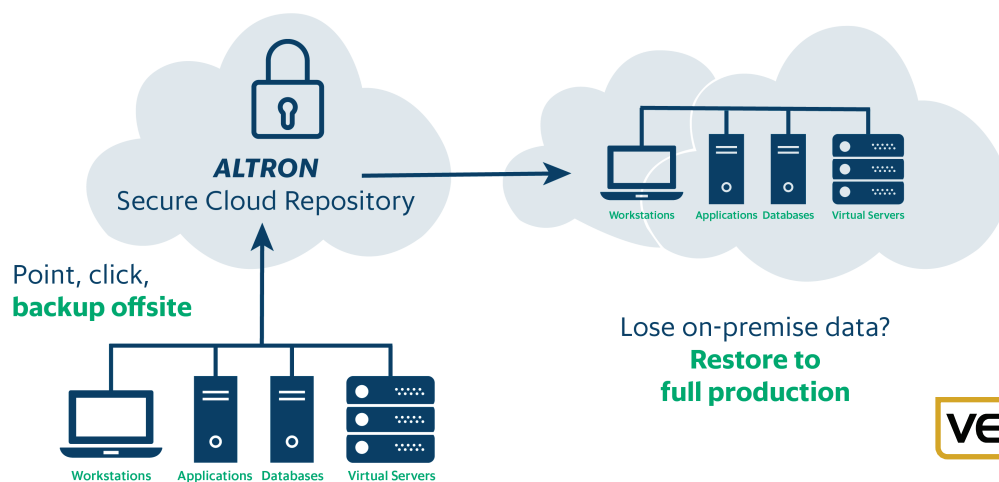 ALTRON
Secure Cloud Repository
Workstations
Applications
Databases
Virtual Servers
Point, click,
backup offsite
Lose on-premise data?
Restore to
full production
Workstations
Applications
Databases
Virtual Servers